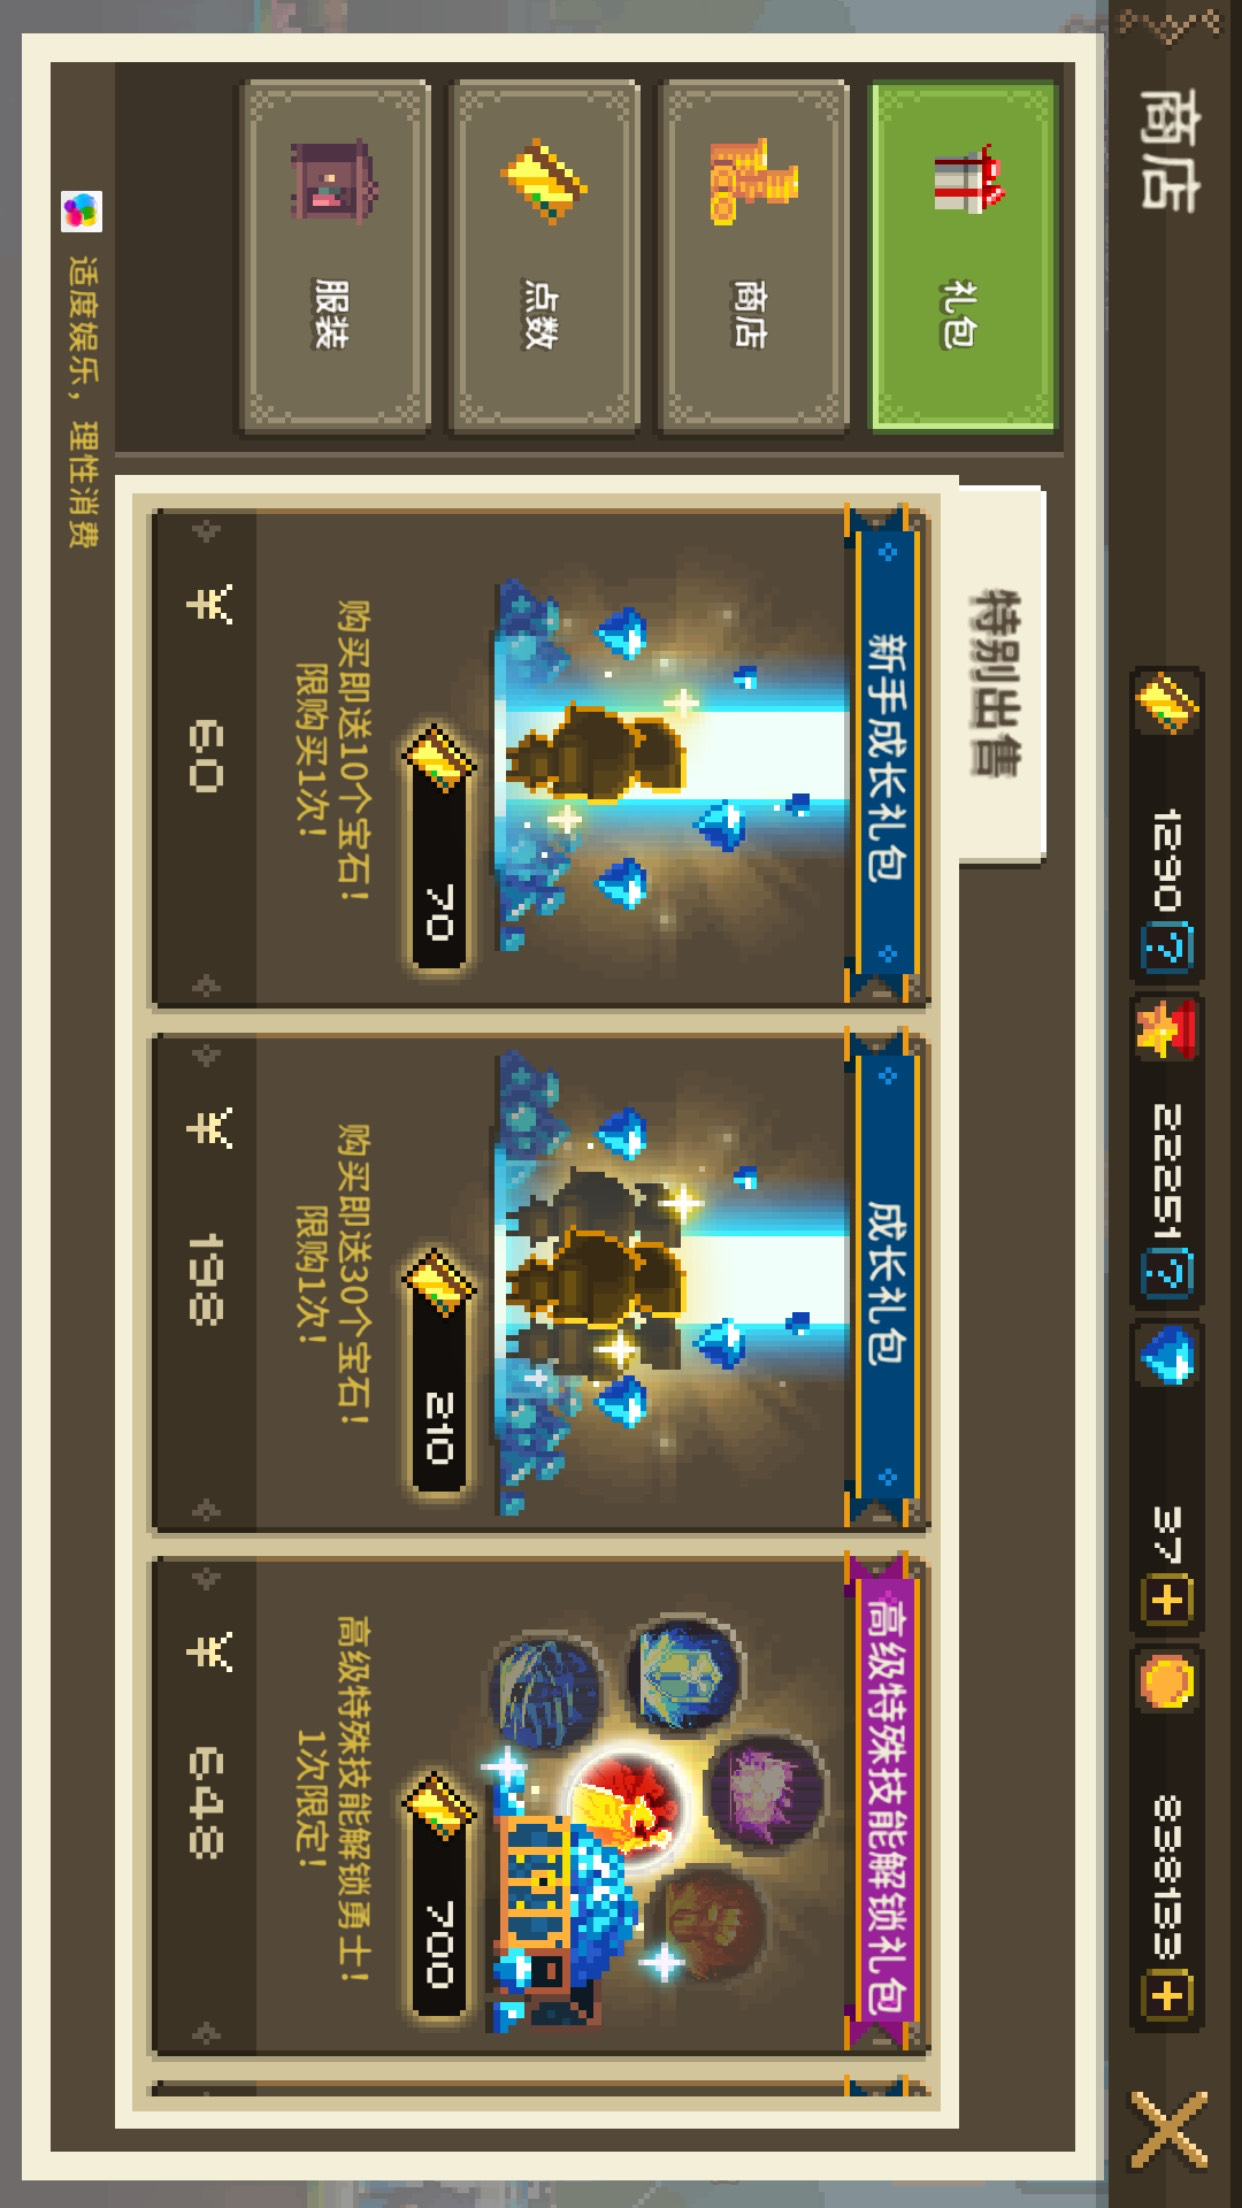 商店
1290
22251
37
838133
礼包
商店
点数
服装
特别出售
新手成长礼包
70
购买即送10个宝石!
限购买1次!
¥ 60
成长礼包
210
购买即送30个宝石!
限购1次!
¥ 198
高级特殊技能解锁礼包
700
高级特殊技能解锁勇士!
1次限定!
¥ 648
适度娱乐，理性消费